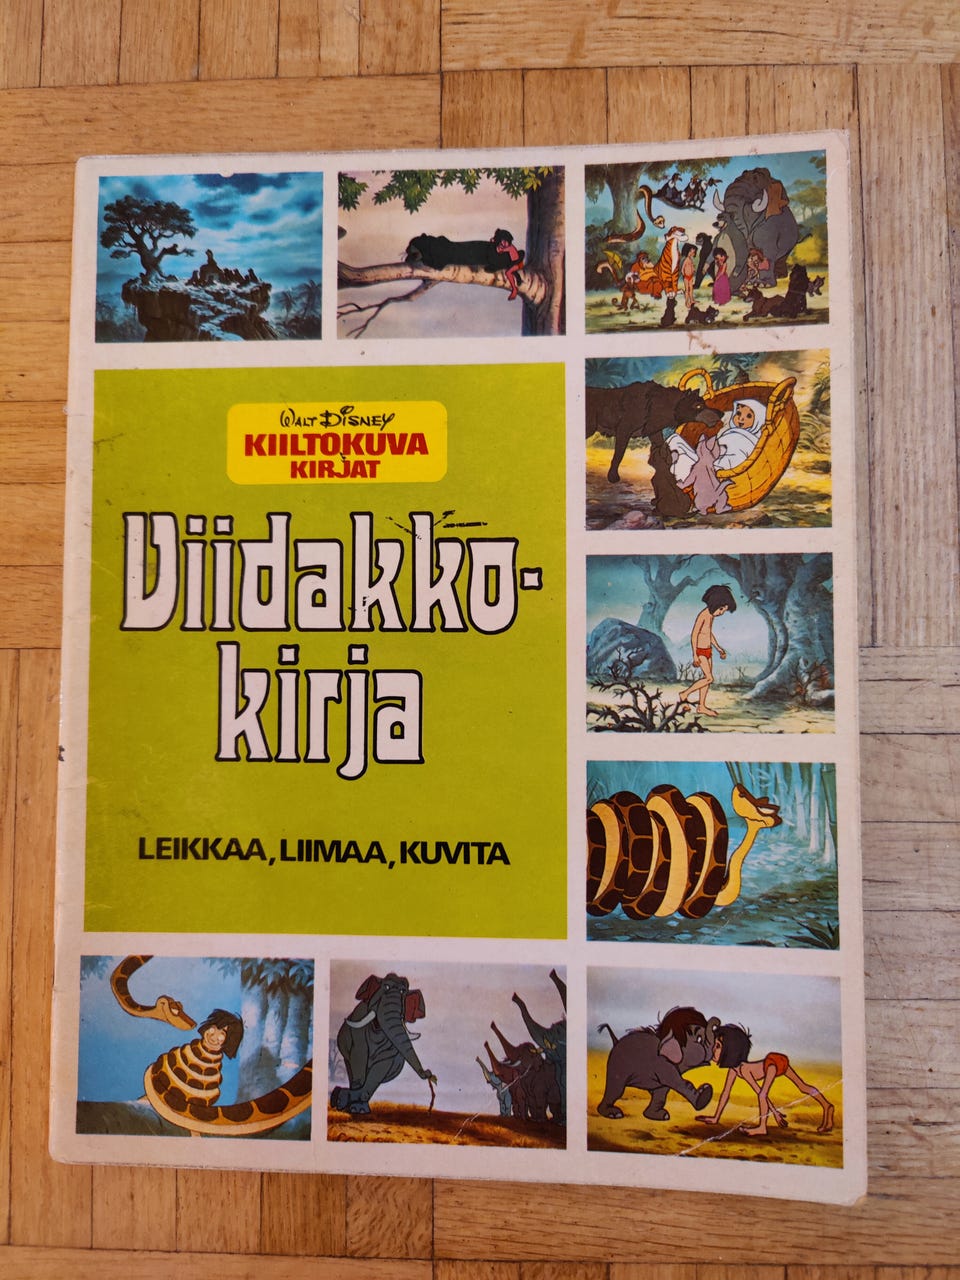 WALT DISNEY
KIILTOKUVA
KIRJAT
Viidakko-
kirja
LEIKKAA, LIIMAA, KUVITA